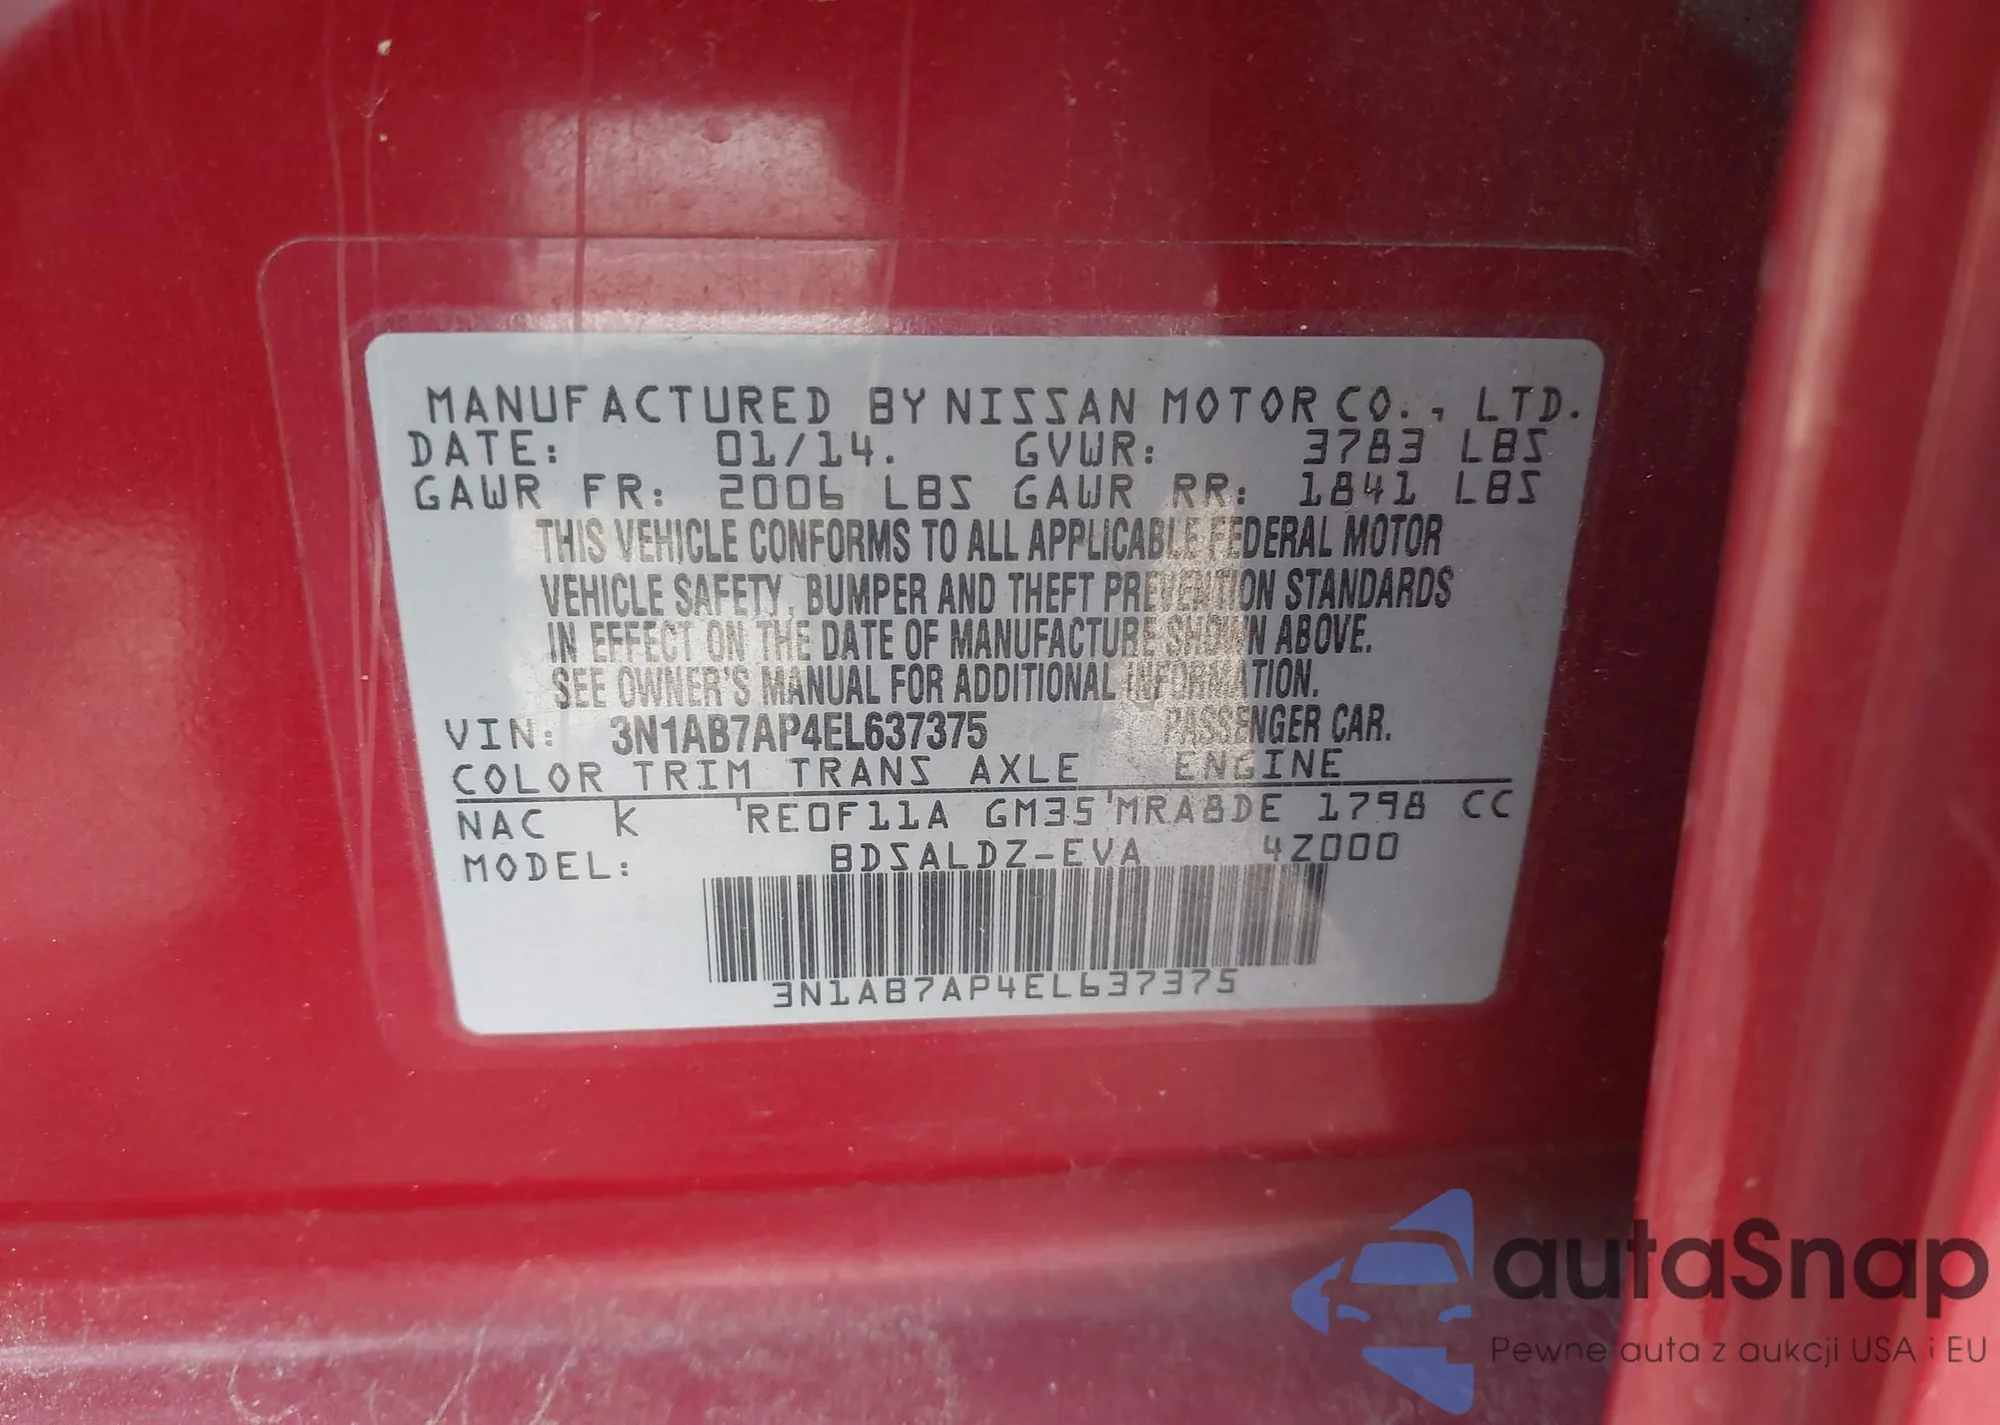 MANUFACTURED BY NISSAN MOTOR CO., LTD.
DATE: 01/14. GVWR: 3783 LBS
GAWR FR: 2006 LBS GAWR RR: 1841 LBS
THIS VEHICLE CONFORMS TO ALL APPLICABLE FEDERAL MOTOR
VEHICLE SAFETY, BUMPER AND THEFT PREVENTION STANDARDS
IN EFFECT ON THE DATE OF MANUFACTURE SHOWN ABOVE.
SEE OWNER'S MANUAL FOR ADDITIONAL INFORMATION.
VIN: 3N1AB7AP4EL637375 PASSENGER CAR.
COLOR TRIM TRANS AXLE ENGINE
NAC K 'RE0F11A GM35'MRA8DE 1798 CC
MODEL: BDSALDZ-EVA 4Z000
3N1AB7AP4EL637375
autaSnap
Pewne auta z aukcji USA i EU